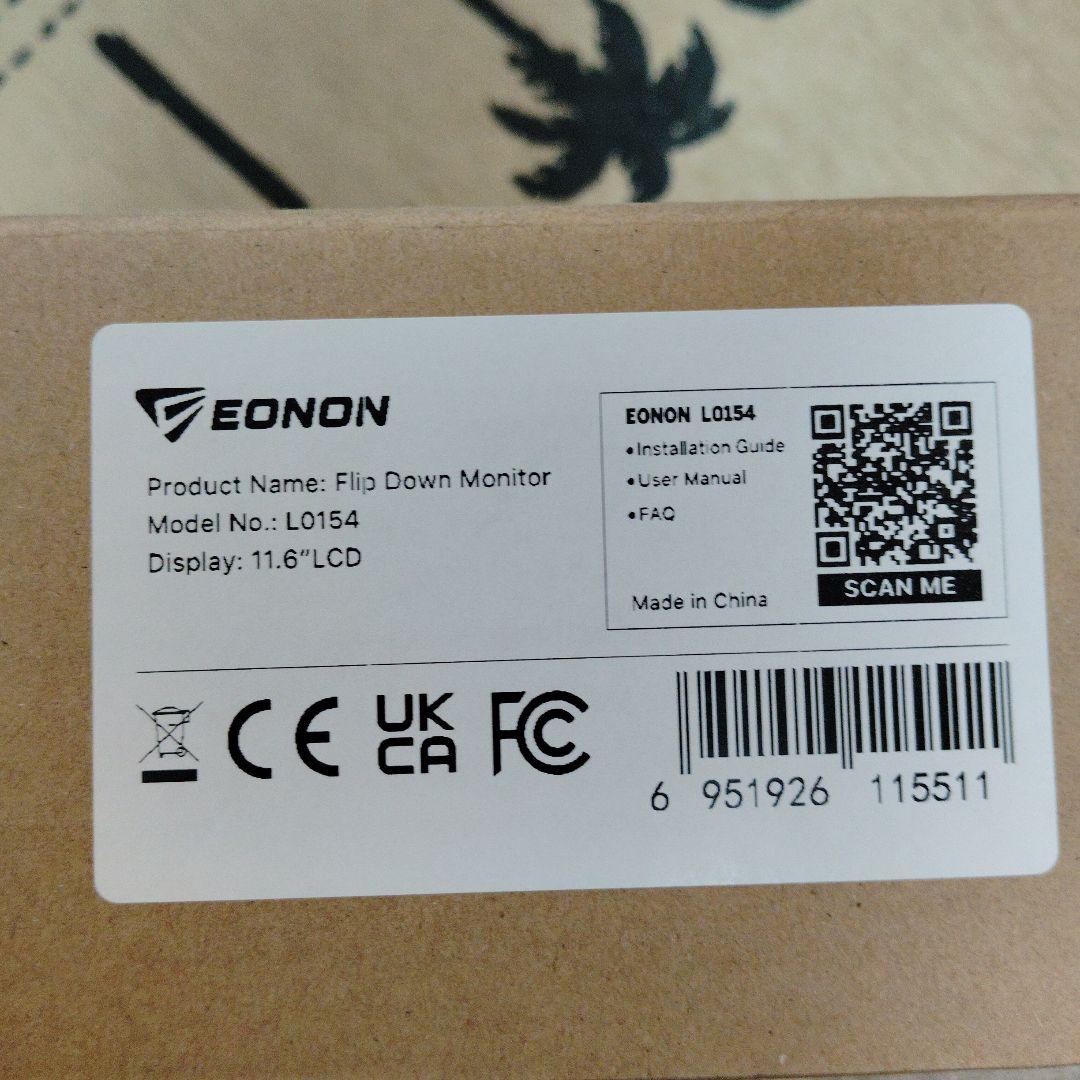 EONON
Product Name: Flip Down Monitor
Model No.: L0154
Display: 11.6"LCD
EONON L0154
•Installation Guide
•User Manual
•FAQ
Made in China
SCAN ME
CE
UK
CA
FC
6 951926 115511